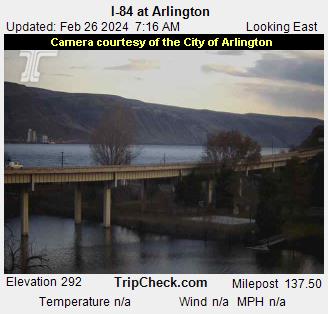 I-84 at Arlington
Updated: Feb 26 2024 7:16 AM Looking East
Camera courtesy of the City of Arlington
Elevation 292 TripCheck.com Milepost 137.50
Temperature n/a Wind n/a MPH n/a